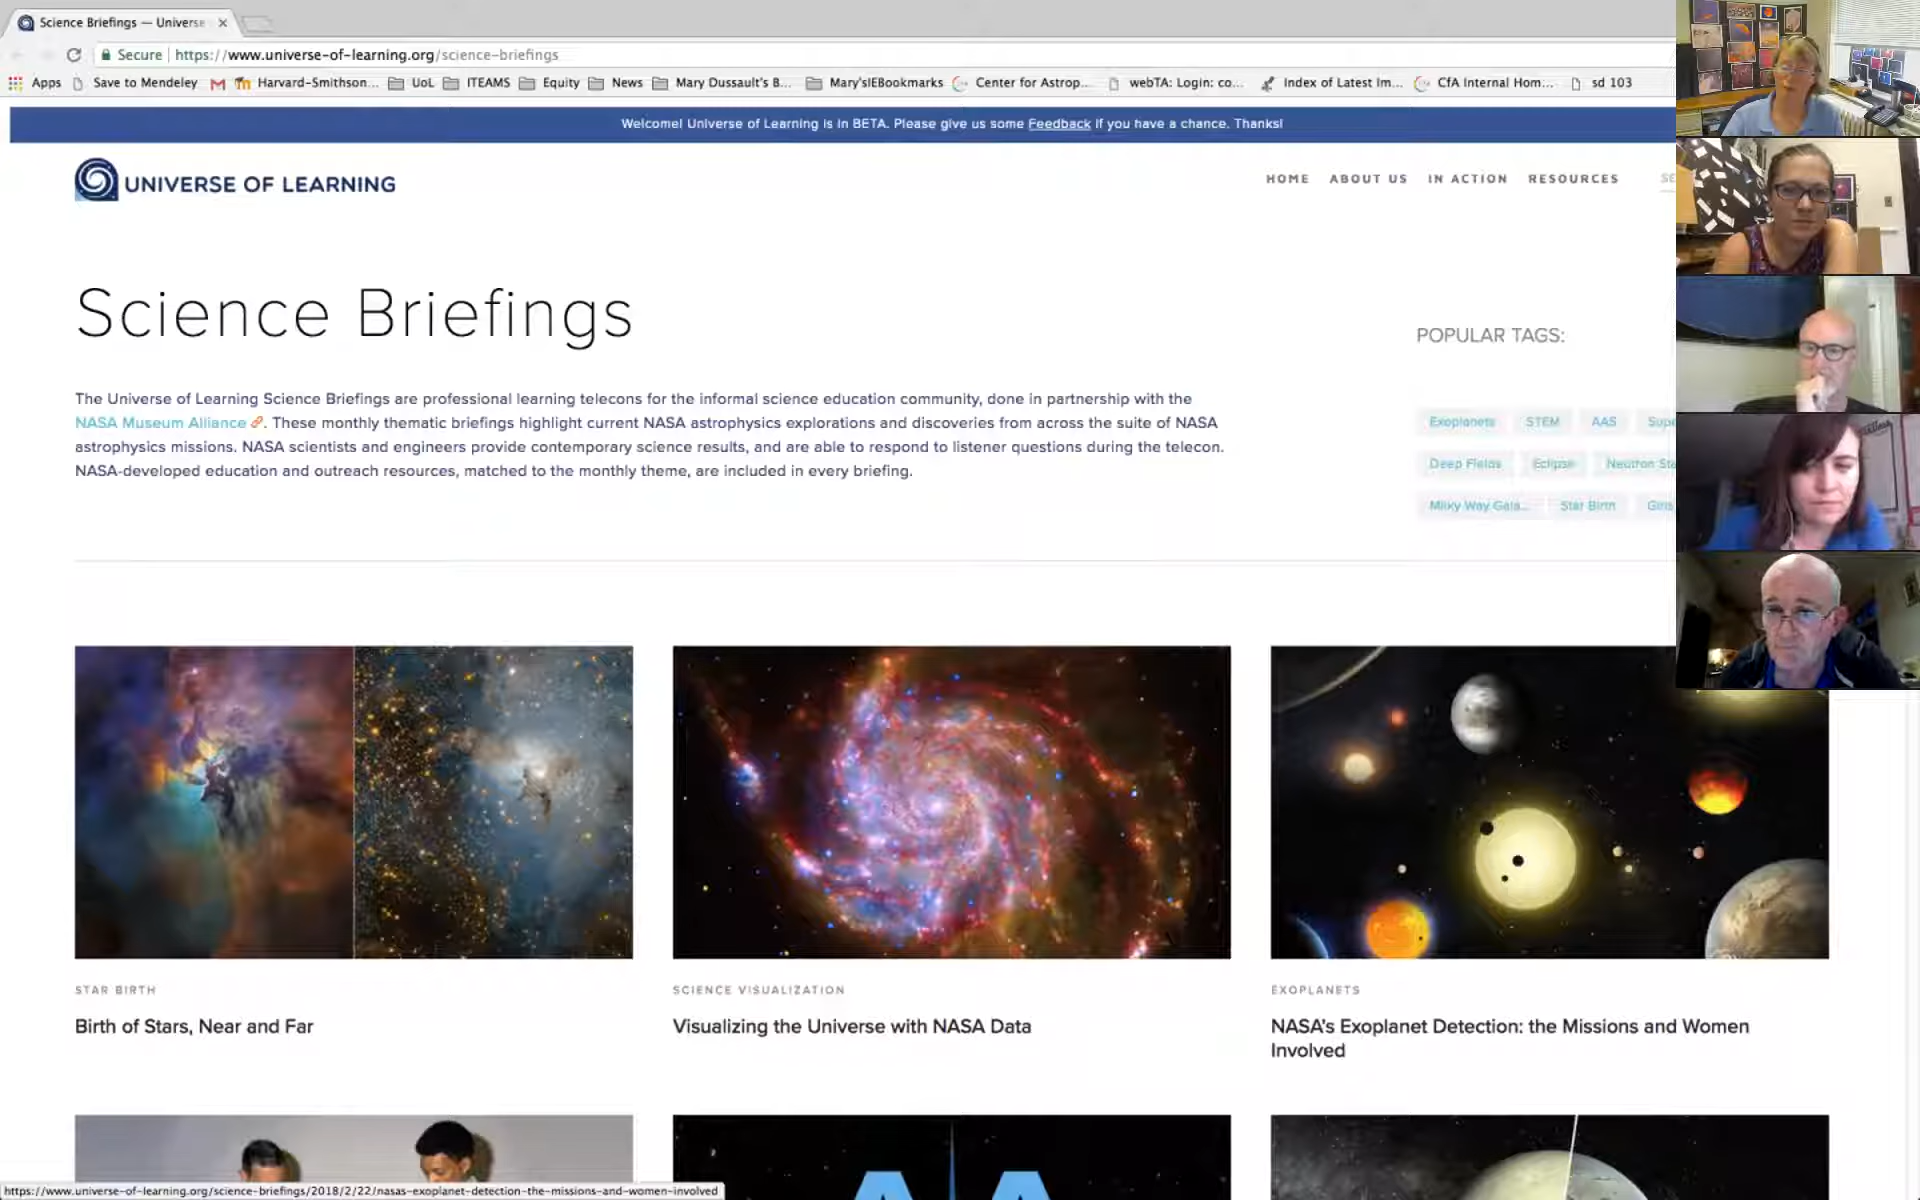 Science Briefings — Universe
Secure https://www.universe-of-learning.org/science-briefings
Apps Save to Mendeley Harvard-Smithson... UoL ITEAMS Equity News Mary Dussault's B... Mary'sIEBookmarks Center for Astrop... webTA: Login: co... Index of Latest Im... CfA Internal Hom... sd 103
Welcome! Universe of Learning is in BETA. Please give us some Feedback if you have a chance. Thanks!
UNIVERSE OF LEARNING
HOME ABOUT US IN ACTION RESOURCES
Science Briefings
The Universe of Learning Science Briefings are professional learning telecons for the informal science education community, done in partnership with the
NASA Museum Alliance. These monthly thematic briefings highlight current NASA astrophysics explorations and discoveries from across the suite of NASA
astrophysics missions. NASA scientists and engineers provide contemporary science results, and are able to respond to listener questions during the telecon.
NASA-developed education and outreach resources, matched to the monthly theme, are included in every briefing.
POPULAR TAGS:
Exoplanets STEM AAS Supe
Deep Fields Eclipse Neutron Sta
Milky Way Gala... Star Birth Girls
STAR BIRTH
Birth of Stars, Near and Far
SCIENCE VISUALIZATION
Visualizing the Universe with NASA Data
EXOPLANETS
NASA's Exoplanet Detection: the Missions and Women
Involved
https://www.universe-of-learning.org/science-briefings/2018/2/22/nasas-exoplanet-detection-the-missions-and-women-involved